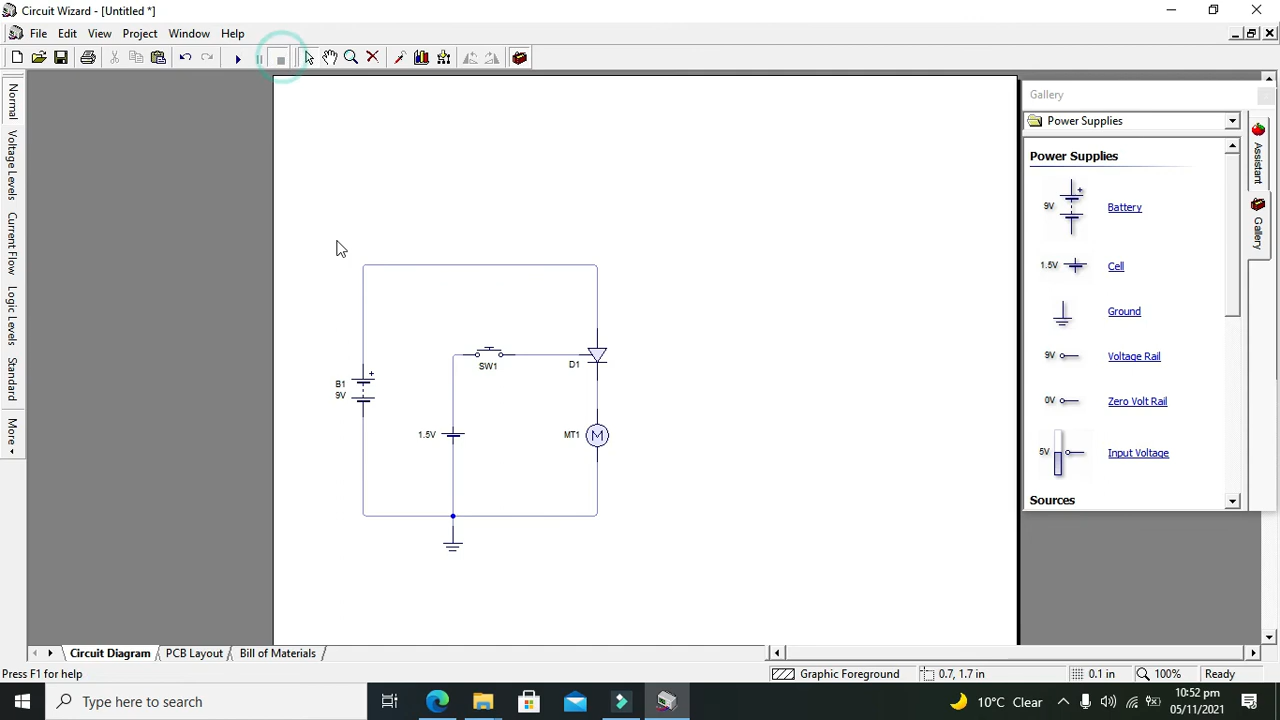 Circuit Wizard - [Untitled *]
File Edit View Project Window Help
Normal
Voltage Levels
Current Flow
Logic Levels
Standard
More
B1
9V
1.5V
SW1
D1
MT1
M
Gallery
Power Supplies
Power Supplies
9V Battery
1.5V Cell
Ground
9V Voltage Rail
0V Zero Volt Rail
5V Input Voltage
Sources
Assistant
Gallery
Circuit Diagram PCB Layout Bill of Materials
Press F1 for help Graphic Foreground 0.7, 1.7 in 0.1 in 100% Ready
Type here to search 10°C Clear 10:52 pm
05/11/2021